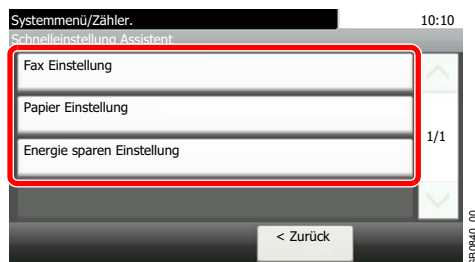 Systemmenü/Zähler.
10:10
Schnelleinstellung Assistent
Fax Einstellung
Papier Einstellung
1/1
Energie sparen Einstellung
< Zurück